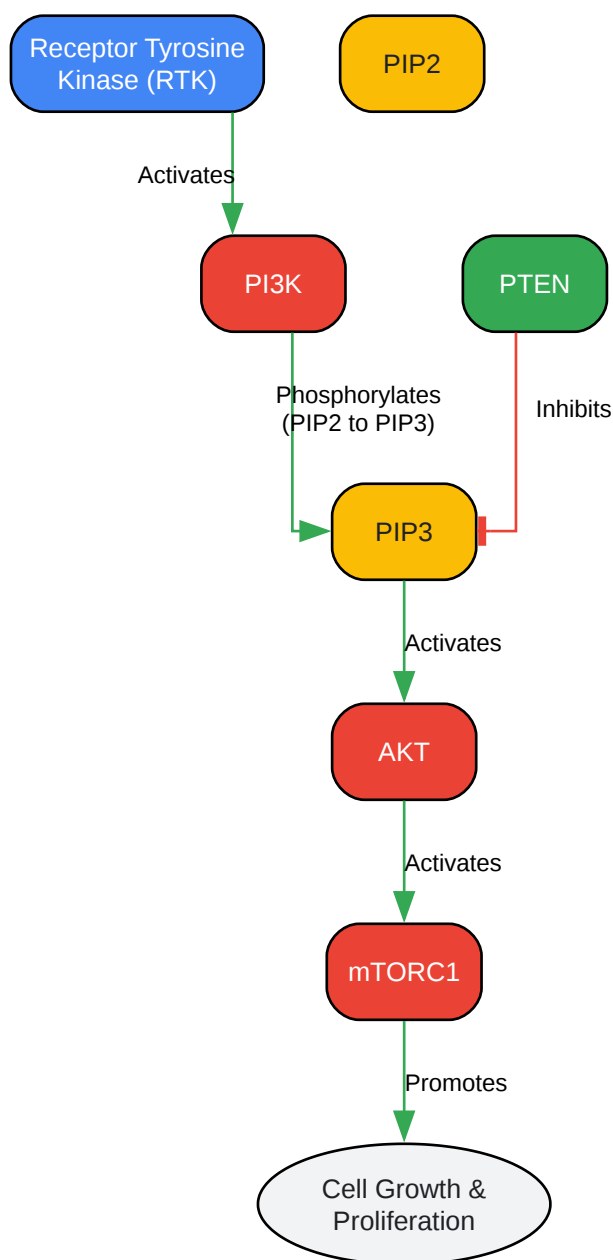 Receptor Tyrosine
Kinase (RTK)
PIP2
Activates
PI3K
PTEN
Phosphorylates
(PIP2 to PIP3)
Inhibits
PIP3
Activates
AKT
Activates
mTORC1
Promotes
Cell Growth &
Proliferation